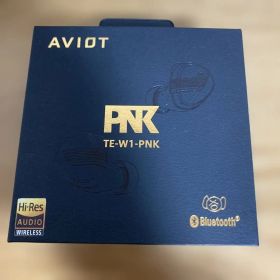 AVIOT
PNK
TE-W1-PNK
Hi-Res
AUDIO
WIRELESS
Bluetooth®